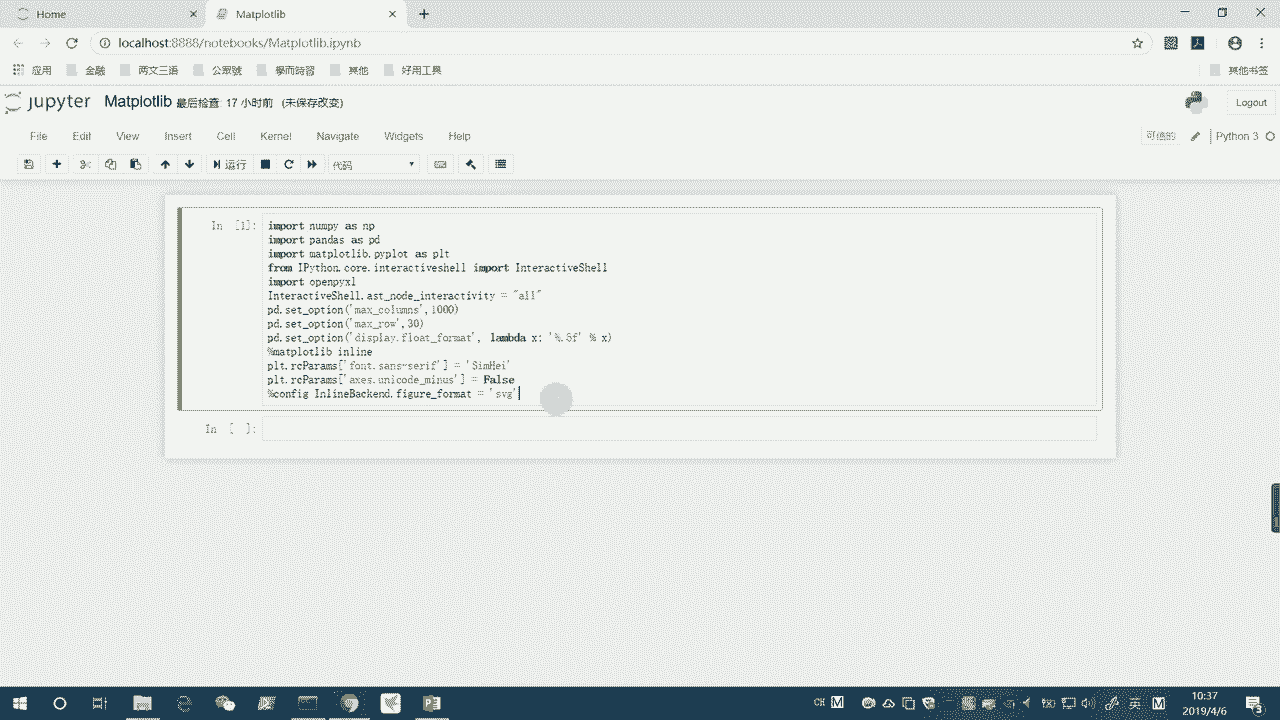 Home
Matplotlib
localhost:8888/notebooks/Matplotlib.ipynb
应用 金融 两文三语 公眾號 學而時習 其他 好用工具 其他书签
jupyter Matplotlib 最后检查: 17 小时前 (未保存改变) Logout
File Edit View Insert Cell Kernel Navigate Widgets Help 可信的 Python 3
运行 代码
In [1]:
import numpy as np
import pandas as pd
import matplotlib.pyplot as plt
from IPython.core.interactiveshell import InteractiveShell
import openpyxl
InteractiveShell.ast_node_interactivity = "all"
pd.set_option('max_columns',1000)
pd.set_option('max_row',30)
pd.set_option('display.float_format', lambda x: '%.5f' % x)
%matplotlib inline
plt.rcParams['font.sans-serif'] = 'SimHei'
plt.rcParams['axes.unicode_minus'] = False
%config InlineBackend.figure_format = 'svg'
In [ ]:
CH M 英 M 10:37
2019/4/6